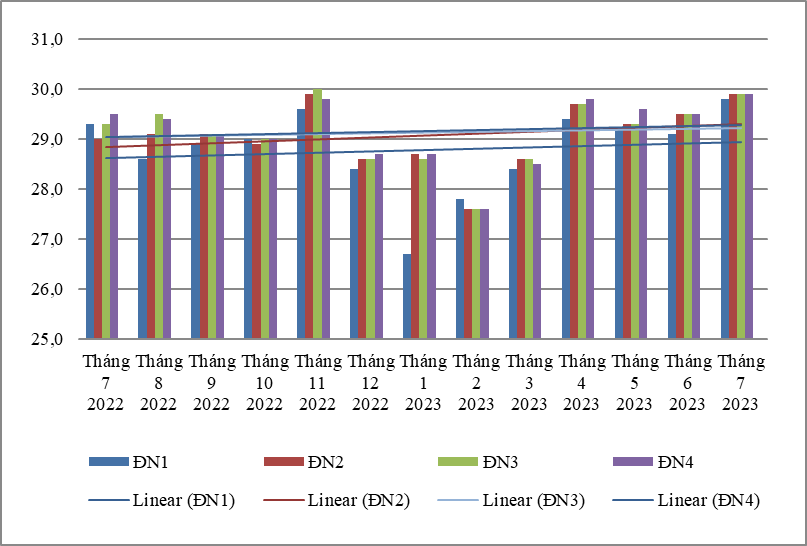 31,0
30,0
29,0
28,0
27,0
26,0
25,0
Tháng 7 2022
Tháng 8 2022
Tháng 9 2022
Tháng 10 2022
Tháng 11 2022
Tháng 12 2022
Tháng 1 2023
Tháng 2 2023
Tháng 3 2023
Tháng 4 2023
Tháng 5 2023
Tháng 6 2023
Tháng 7 2023
ĐN1 ĐN2 ĐN3 ĐN4
Linear (ĐN1) Linear (ĐN2) Linear (ĐN3) Linear (ĐN4)